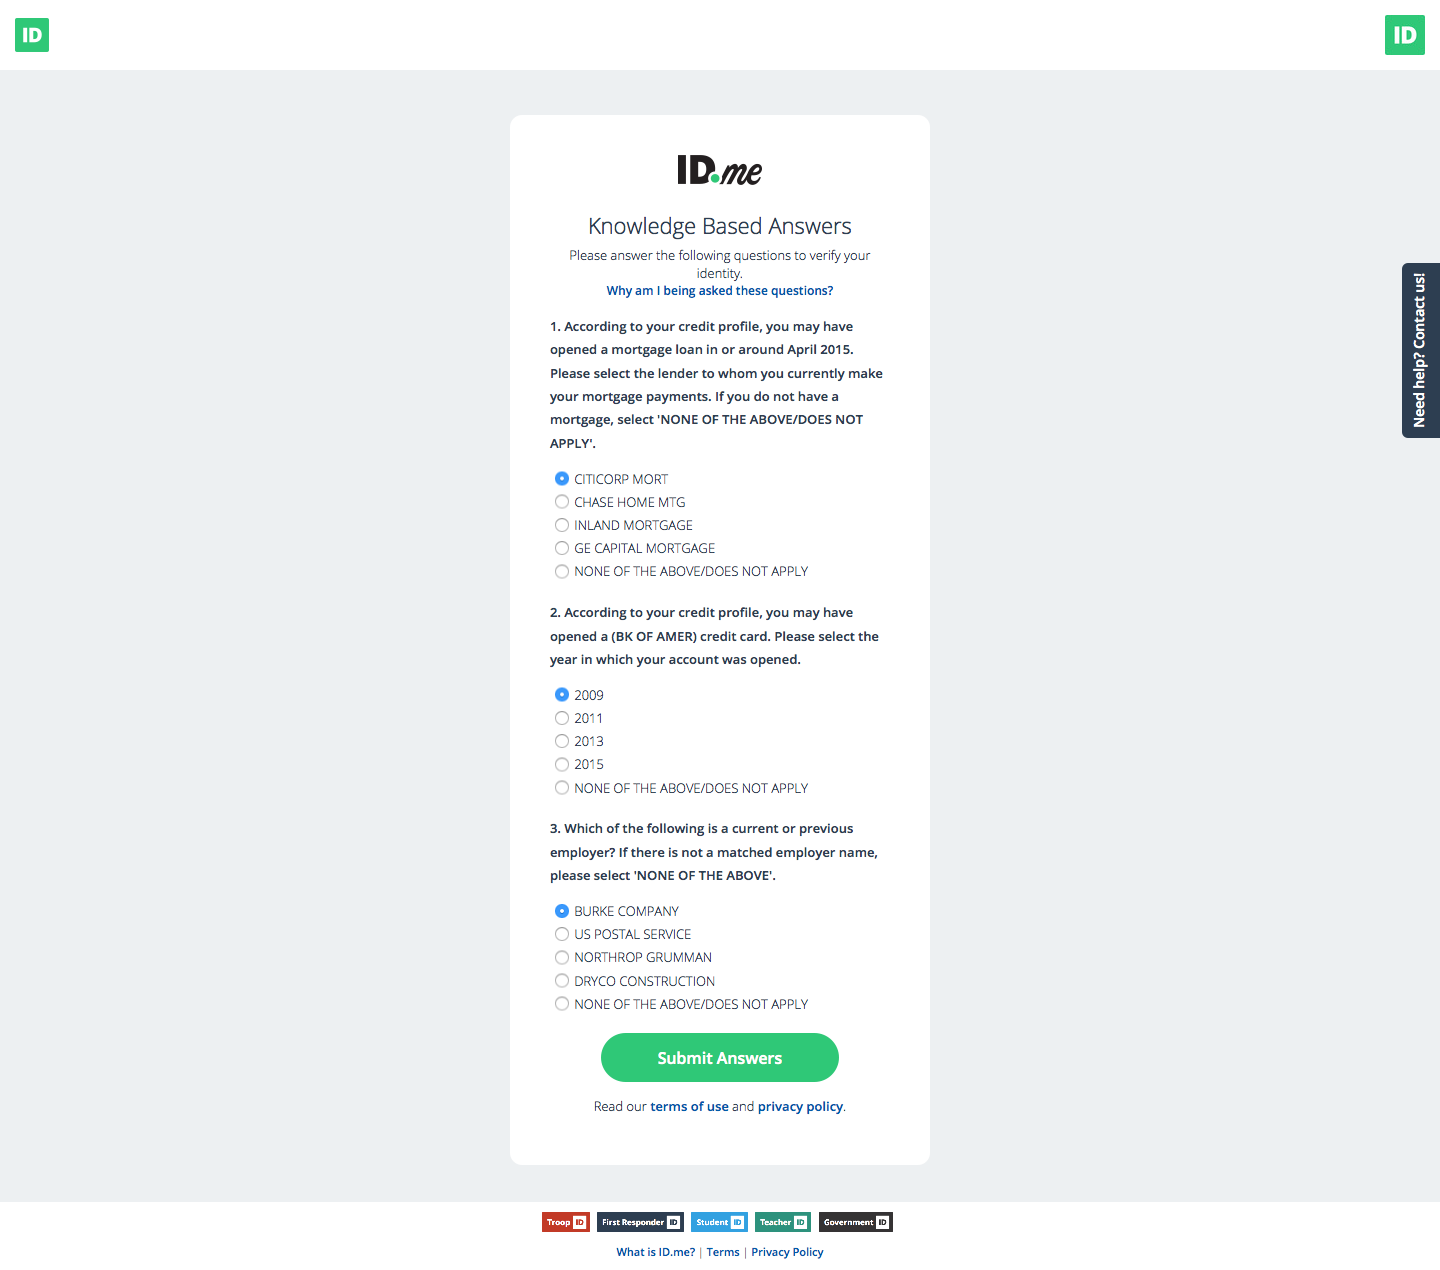 ID
ID
ID.me
Knowledge Based Answers
Please answer the following questions to verify your
identity.
Why am I being asked these questions?
1. According to your credit profile, you may have
opened a mortgage loan in or around April 2015.
Please select the lender to whom you currently make
your mortgage payments. If you do not have a
mortgage, select 'NONE OF THE ABOVE/DOES NOT
APPLY'.
CITICORP MORT
CHASE HOME MTG
INLAND MORTGAGE
GE CAPITAL MORTGAGE
NONE OF THE ABOVE/DOES NOT APPLY
2. According to your credit profile, you may have
opened a (BK OF AMER) credit card. Please select the
year in which your account was opened.
2009
2011
2013
2015
NONE OF THE ABOVE/DOES NOT APPLY
3. Which of the following is a current or previous
employer? If there is not a matched employer name,
please select 'NONE OF THE ABOVE'.
BURKE COMPANY
US POSTAL SERVICE
NORTHROP GRUMMAN
DRYCO CONSTRUCTION
NONE OF THE ABOVE/DOES NOT APPLY
Submit Answers
Read our terms of use and privacy policy.
Need help? Contact us!
Troop ID First Responder ID Student ID Teacher ID Government ID
What is ID.me? | Terms | Privacy Policy